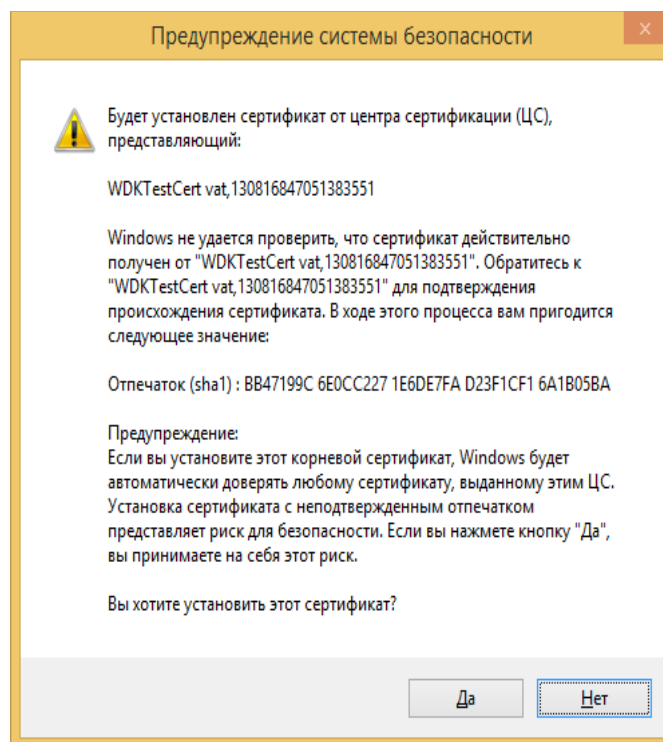 Предупреждение системы безопасности
Будет установлен сертификат от центра сертификации (ЦС),
представляющий:
WDKTestCert vat,130816847051383551
Windows не удается проверить, что сертификат действительно
получен от "WDKTestCert vat,130816847051383551". Обратитесь к
"WDKTestCert vat,130816847051383551" для подтверждения
происхождения сертификата. В ходе этого процесса вам пригодится
следующее значение:
Отпечаток (sha1) : BB47199C 6E0CC227 1E6DE7FA D23F1CF1 6A1B05BA
Предупреждение:
Если вы установите этот корневой сертификат, Windows будет
автоматически доверять любому сертификату, выданному этим ЦС.
Установка сертификата с неподтвержденным отпечатком
представляет риск для безопасности. Если вы нажмете кнопку "Да",
вы принимаете на себя этот риск.
Вы хотите установить этот сертификат?
Да
Нет